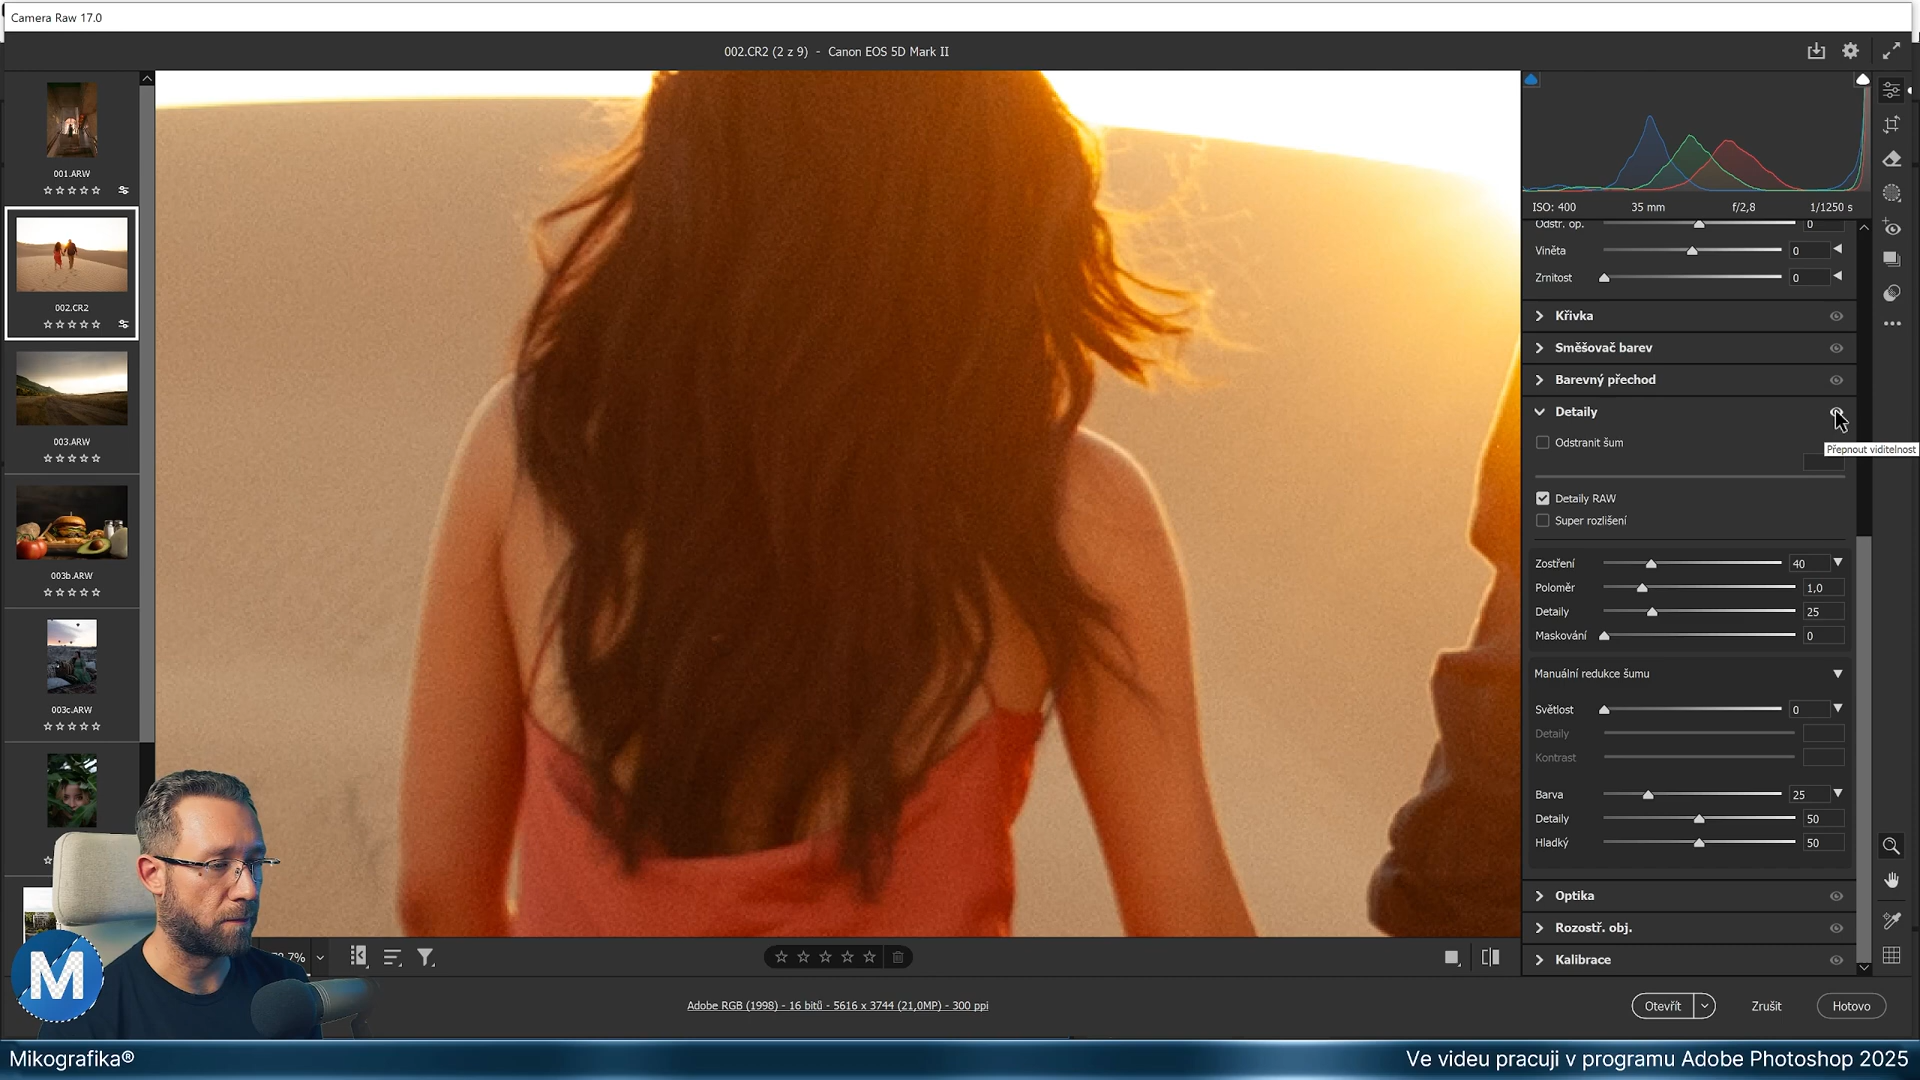 Camera Raw 17.0
002.CR2 (2 z 9) - Canon EOS 5D Mark II
001.ARW
002.CR2
003.ARW
003b.ARW
003c.ARW
ISO: 400 35 mm f/2,8 1/1250 s
Odstr. op. 0
Viněta 0
Zrnitost 0
Křivka
Směšovač barev
Barevný přechod
Detaily
Odstranit šum
Přepnout viditelnost
Detaily RAW
Super rozlišení
Zostření 40
Poloměr 1,0
Detaily 25
Maskování 0
Manuální redukce šumu
Světlost 0
Detaily
Kontrast
Barva 25
Detaily 50
Hladký 50
Optika
Rozostř. obj.
Kalibrace
Adobe RGB (1998) - 16 bitů - 5616 x 3744 (21,0MP) - 300 ppi
Otevřít Zrušit Hotovo
M
Mikografika®
Ve videu pracuji v programu Adobe Photoshop 2025